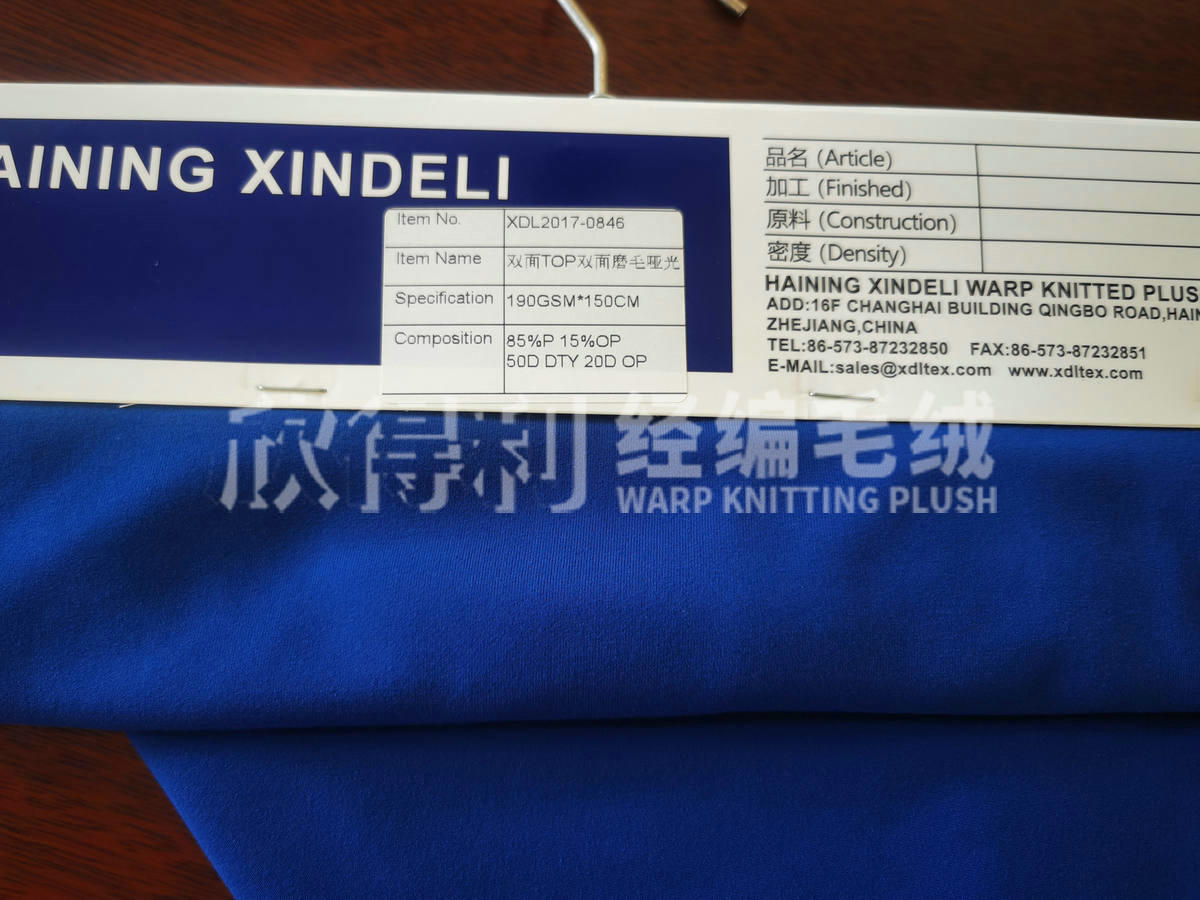 AINING XINDELI
Item No. XDL2017-0846
Item Name 双面TOP双面磨毛哑光
Specification 190GSM*150CM
Composition 85%P 15%OP
50D DTY 20D OP
品名 (Article)
加工 (Finished)
原料 (Construction)
密度 (Density)
HAINING XINDELI WARP KNITTED PLUS
ADD:16F CHANGHAI BUILDING QINGBO ROAD,HAIN
ZHEJIANG,CHINA
TEL:86-573-87232850 FAX:86-573-87232851
E-MAIL:sales@xdltex.com www.xdltex.com
欣得利 经编毛绒
WARP KNITTING PLUSH